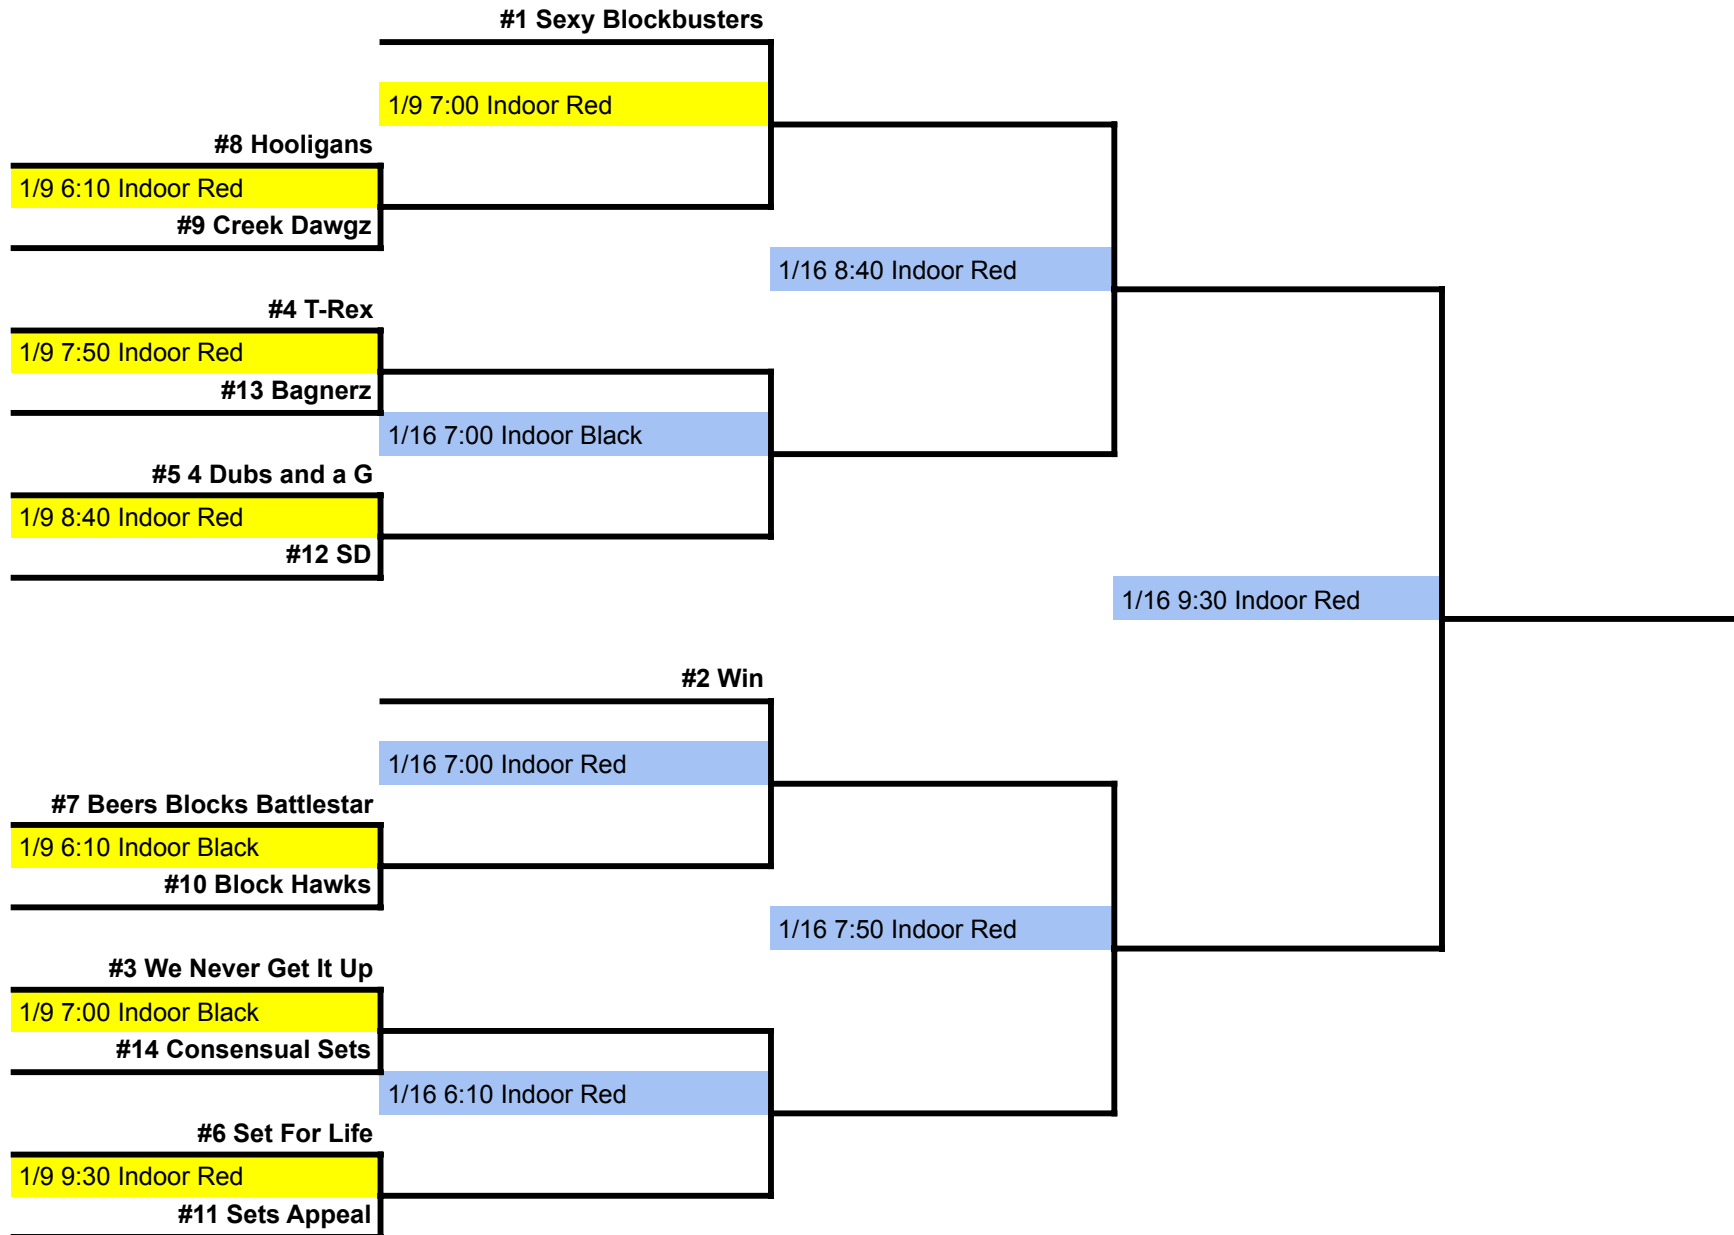 #1 Sexy Blockbusters
1/9 7:00 Indoor Red
#8 Hooligans
1/9 6:10 Indoor Red
#9 Creek Dawgz
1/16 8:40 Indoor Red
#4 T-Rex
1/9 7:50 Indoor Red
#13 Bagnerz
1/16 7:00 Indoor Black
#5 4 Dubs and a G
1/9 8:40 Indoor Red
#12 SD
1/16 9:30 Indoor Red
#2 Win
1/16 7:00 Indoor Red
#7 Beers Blocks Battlestar
1/9 6:10 Indoor Black
#10 Block Hawks
1/16 7:50 Indoor Red
#3 We Never Get It Up
1/9 7:00 Indoor Black
#14 Consensual Sets
1/16 6:10 Indoor Red
#6 Set For Life
1/9 9:30 Indoor Red
#11 Sets Appeal